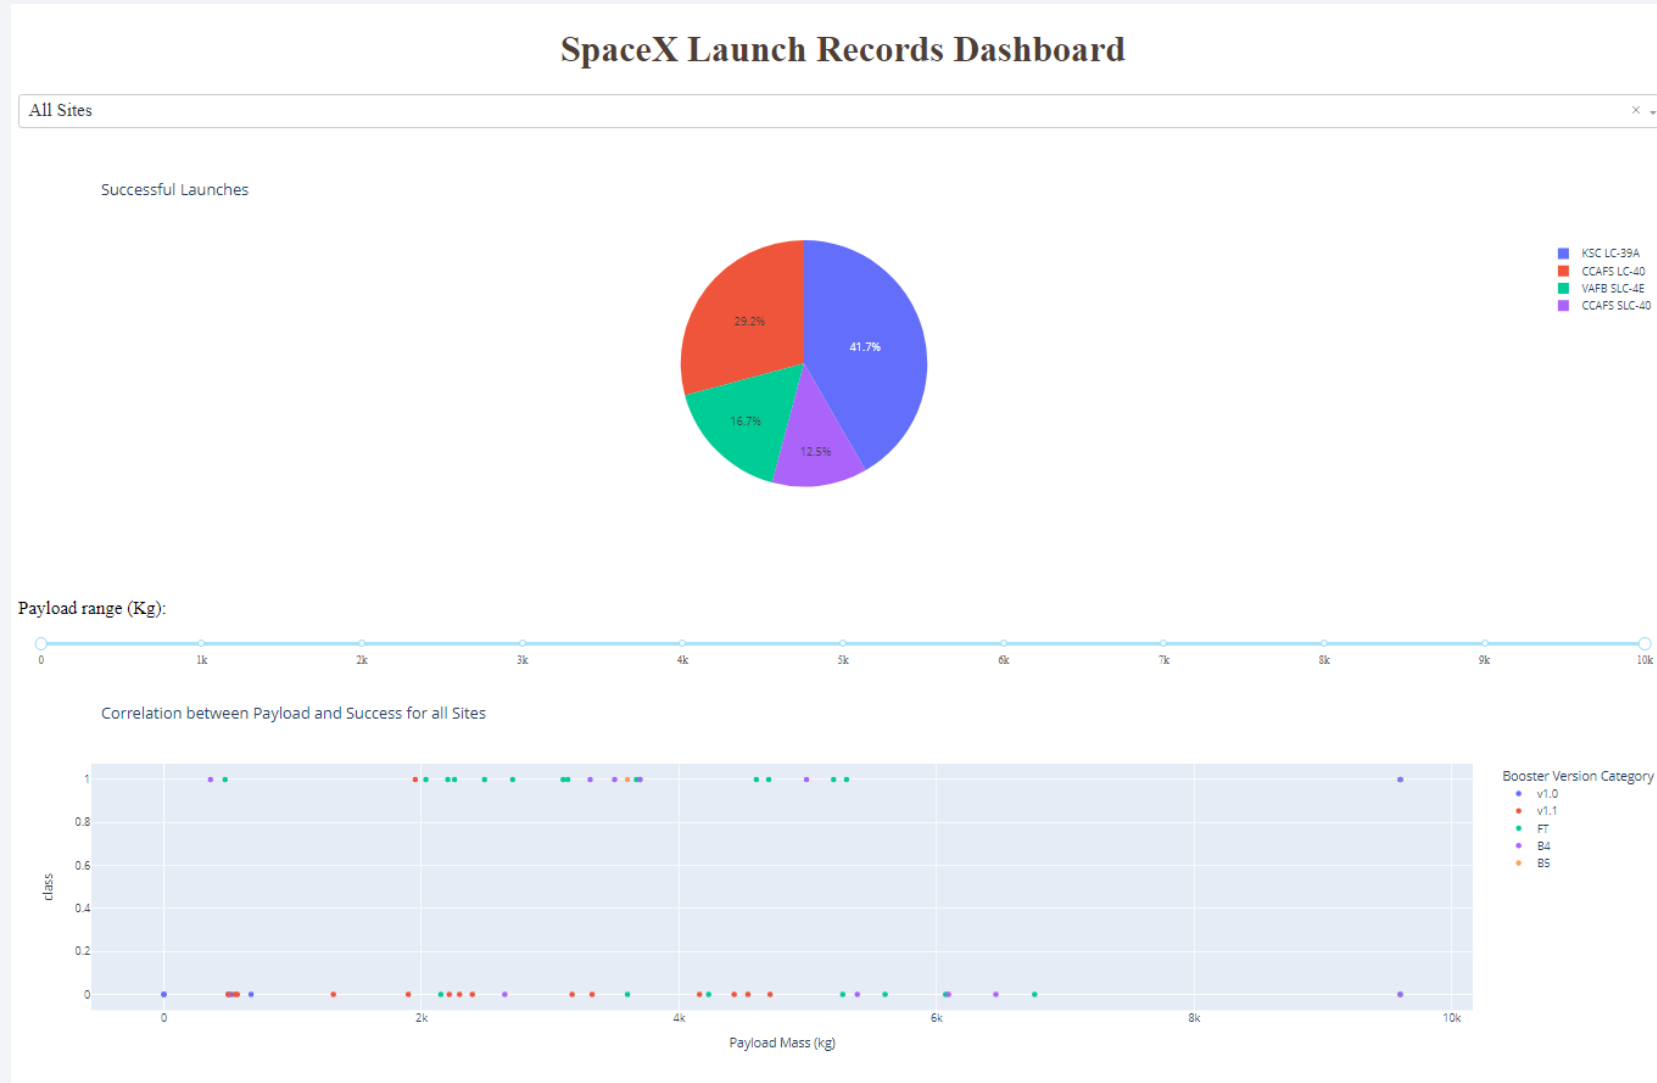 SpaceX Launch Records Dashboard
All Sites
×
Successful Launches
KSC LC-39A
CCAFS LC-40
VAFB SLC-4E
CCAFS SLC-40
29.2%
41.7%
16.7%
12.5%
Payload range (Kg):
0 1k 2k 3k 4k 5k 6k 7k 8k 9k 10k
Correlation between Payload and Success for all Sites
1
0.8
0.6
0.4
0.2
0
class
0 2k 4k 6k 8k 10k
Payload Mass (kg)
Booster Version Category
v1.0
v1.1
FT
B4
B5